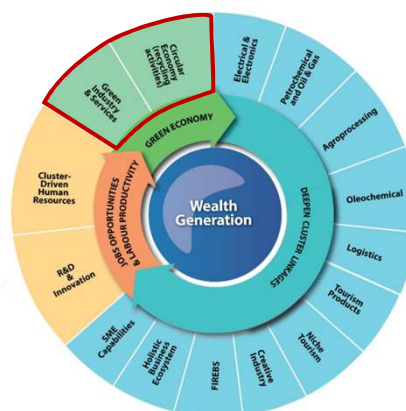 Wealth
Generation
GREEN ECONOMY
DEEPEN CLUSTER LINKAGES
JOBS OPPORTUNITIES
& LABOUR PRODUCTIVITY
Green
Industry
& Services
Circular
Economy
(recycling
activities)
Electrical &
Electronics
Petrochemical
and Oil & Gas
Agroprocessing
Oleochemical
Logistics
Tourism
Products
Niche
Tourism
Creative
Industry
FIREBS
Holistic
Business
Ecosystem
SME
Capabilities
R&D
&
Innovation
Cluster-
Driven
Human
Resources